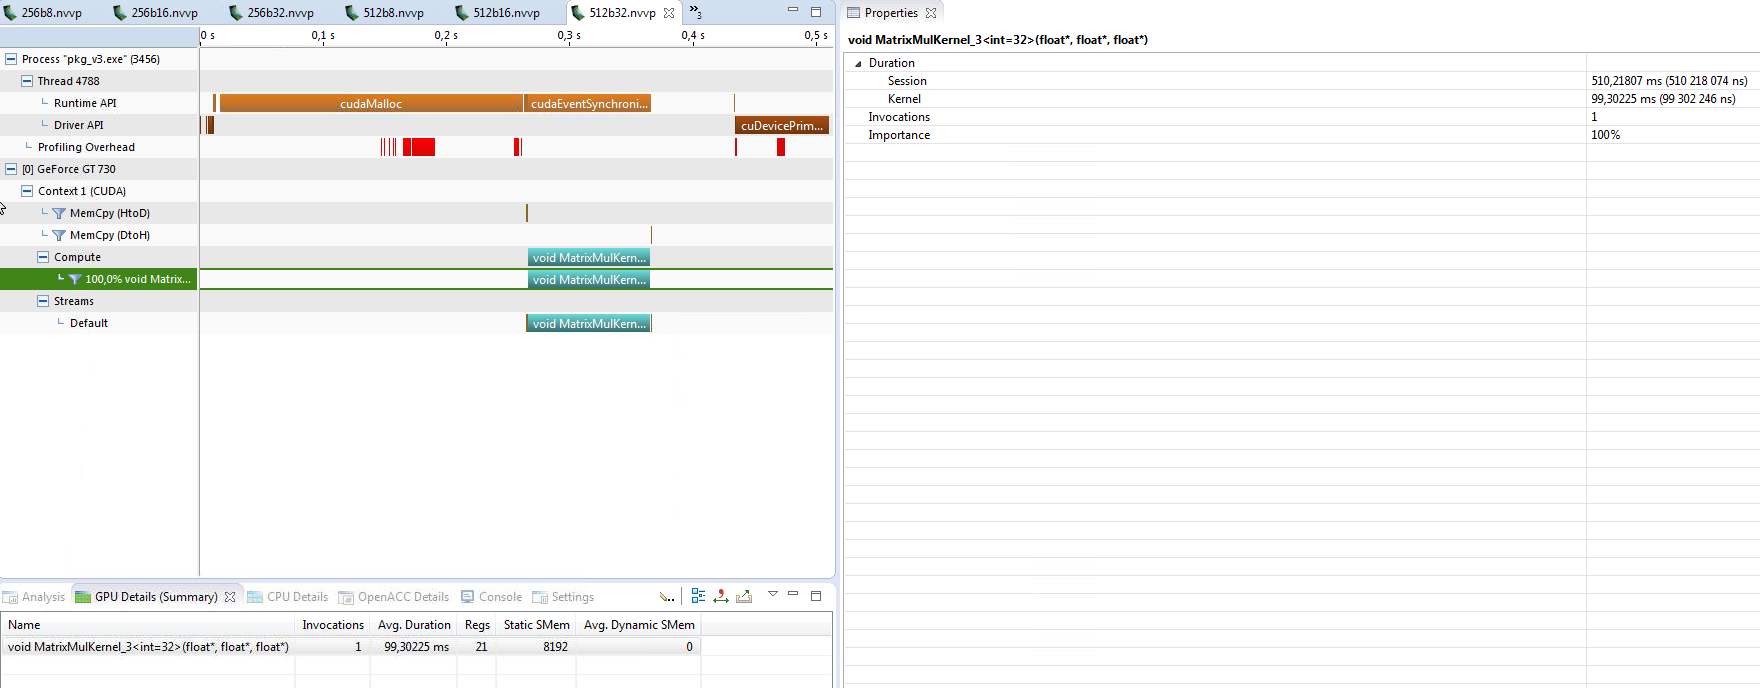 256b8.nvvp 256b16.nvvp 256b32.nvvp 512b8.nvvp 512b16.nvvp 512b32.nvvp »3
0 s 0,1 s 0,2 s 0,3 s 0,4 s 0,5 s
Process "pkg_v3.exe" (3456)
Thread 4788
Runtime API cudaMalloc cudaEventSynchroni...
Driver API cuDevicePrim...
Profiling Overhead
[0] GeForce GT 730
Context 1 (CUDA)
MemCpy (HtoD)
MemCpy (DtoH)
Compute void MatrixMulKern...
100,0% void Matrix... void MatrixMulKern...
Streams
Default void MatrixMulKern...
Analysis GPU Details (Summary) CPU Details OpenACC Details Console Settings
Name Invocations Avg. Duration Regs Static SMem Avg. Dynamic SMem
void MatrixMulKernel_3<int=32>(float*, float*, float*) 1 99,30225 ms 21 8192 0
Properties
void MatrixMulKernel_3<int=32>(float*, float*, float*)
Duration
Session 510,21807 ms (510 218 074 ns)
Kernel 99,30225 ms (99 302 246 ns)
Invocations 1
Importance 100%